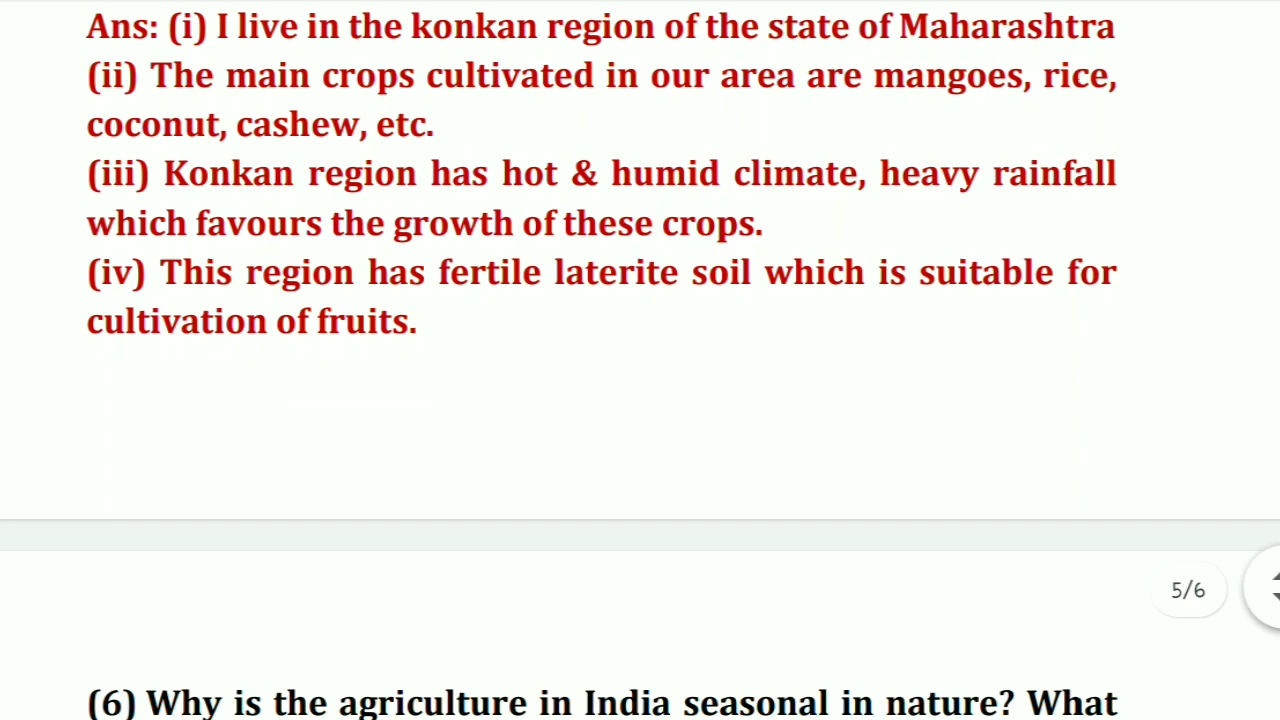 Ans: (i) I live in the konkan region of the state of Maharashtra
(ii) The main crops cultivated in our area are mangoes, rice,
coconut, cashew, etc.
(iii) Konkan region has hot & humid climate, heavy rainfall
which favours the growth of these crops.
(iv) This region has fertile laterite soil which is suitable for
cultivation of fruits.
5/6
(6) Why is the agriculture in India seasonal in nature? What